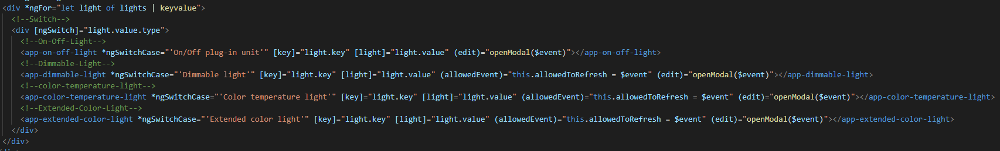 <div *ngFor="let light of lights | keyvalue">
<!--Switch-->
<div [ngSwitch]="light.value.type">
<!--On-Off-Light-->
<app-on-off-light *ngSwitchCase="'On/Off plug-in unit'" [key]="light.key" [light]="light.value" (edit)="openModal($event)"></app-on-off-light>
<!--Dimmable-Light-->
<app-dimmable-light *ngSwitchCase="'Dimmable light'" [key]="light.key" [light]="light.value" (allowedEvent)="this.allowedToRefresh = $event" (edit)="openModal($event)"></app-dimmable-light>
<!--color-temperature-light-->
<app-color-temperature-light *ngSwitchCase="'Color temperature light'" [key]="light.key" [light]="light.value" (allowedEvent)="this.allowedToRefresh = $event" (edit)="openModal($event)"></app-color-temperature-light>
<!--Extended-Color-Light-->
<app-extended-color-light *ngSwitchCase="'Extended color light'" [key]="light.key" [light]="light.value" (allowedEvent)="this.allowedToRefresh = $event" (edit)="openModal($event)"></app-extended-color-light>
</div>
</div>